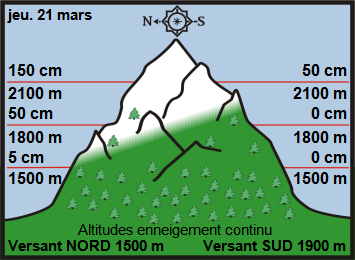 jeu. 21 mars
N S
150 cm 50 cm
2100 m 2100 m
50 cm 0 cm
1800 m 1800 m
5 cm 0 cm
1500 m 1500 m
Altitudes enneigement continu
Versant NORD 1500 m Versant SUD 1900 m